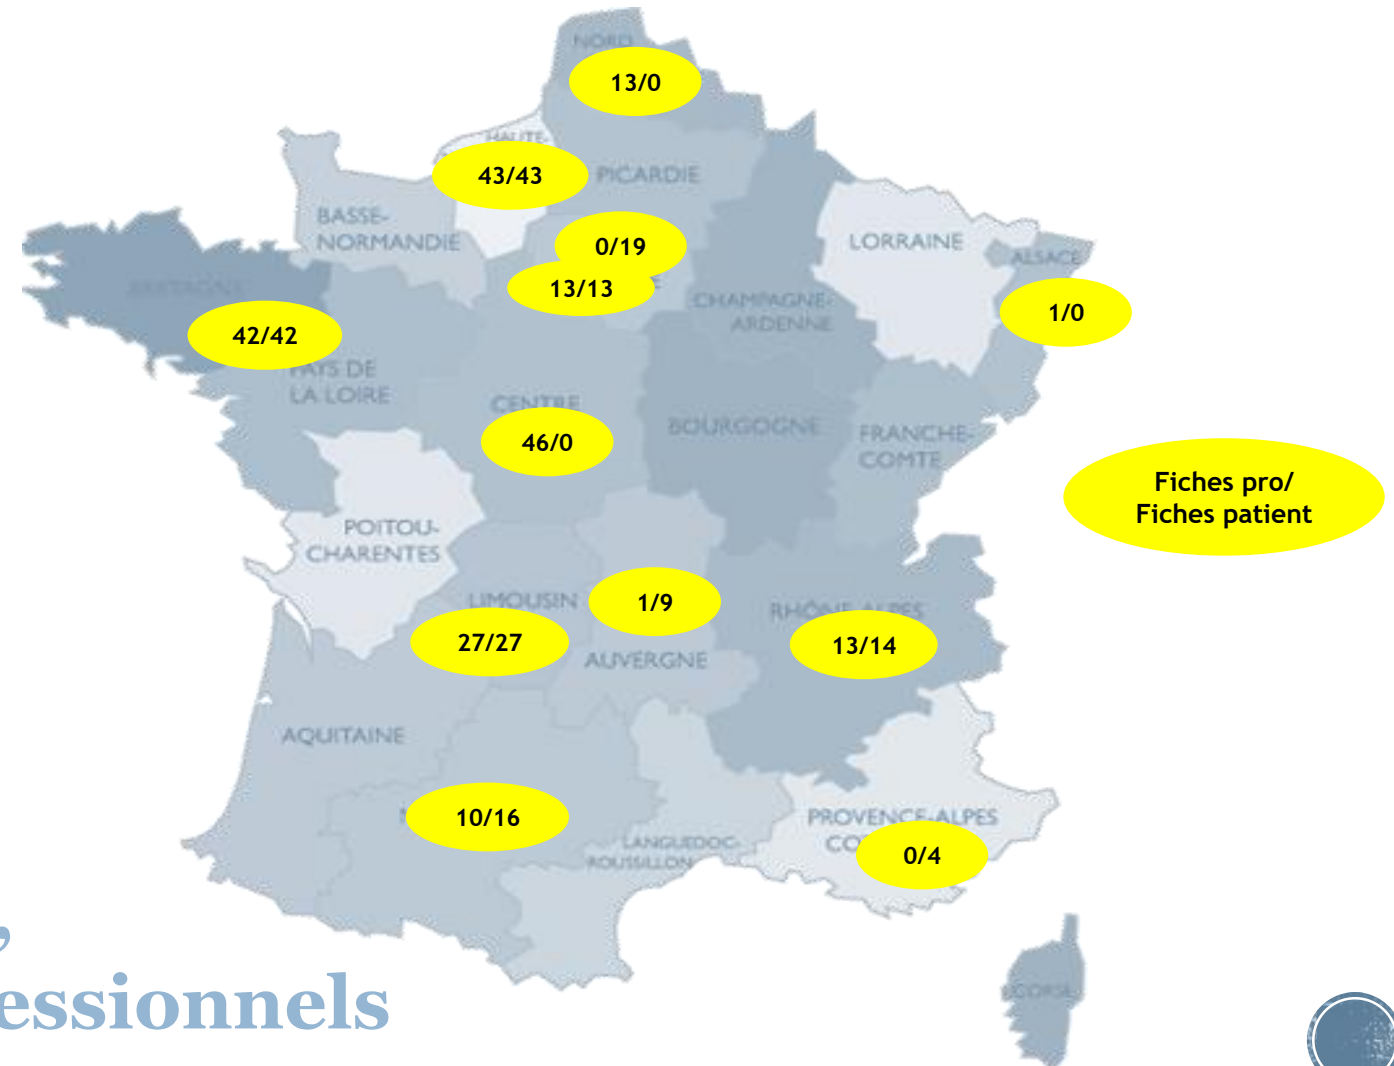 NORD
13/0
HAUTE-
43/43
PICARDIE
BASSE-
NORMANDIE
0/19
LORRAINE
ALSACE
13/13
E
BRETAGNE
CHAMPAGNE-
ARDENNE
1/0
42/42
PAYS DE
LA LOIRE
CENTRE
46/0
BOURGOGNE
FRANCHE-
COMTE
Fiches pro/
Fiches patient
POITOU-
CHARENTES
LIMOUSIN
1/9
RHÔNE-ALPES
27/27
AUVERGNE
13/14
AQUITAINE
10/16
PROVENCE-ALPES
LANGUEDOC-
ROUSSILLON
0/4
,
essionnels
CORSE